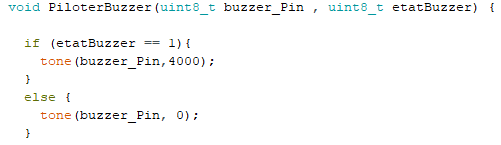 void PiloterBuzzer(uint8_t buzzer_Pin , uint8_t etatBuzzer) {
if (etatBuzzer == 1){
tone(buzzer_Pin,4000);
}
else {
tone(buzzer_Pin, 0);
}